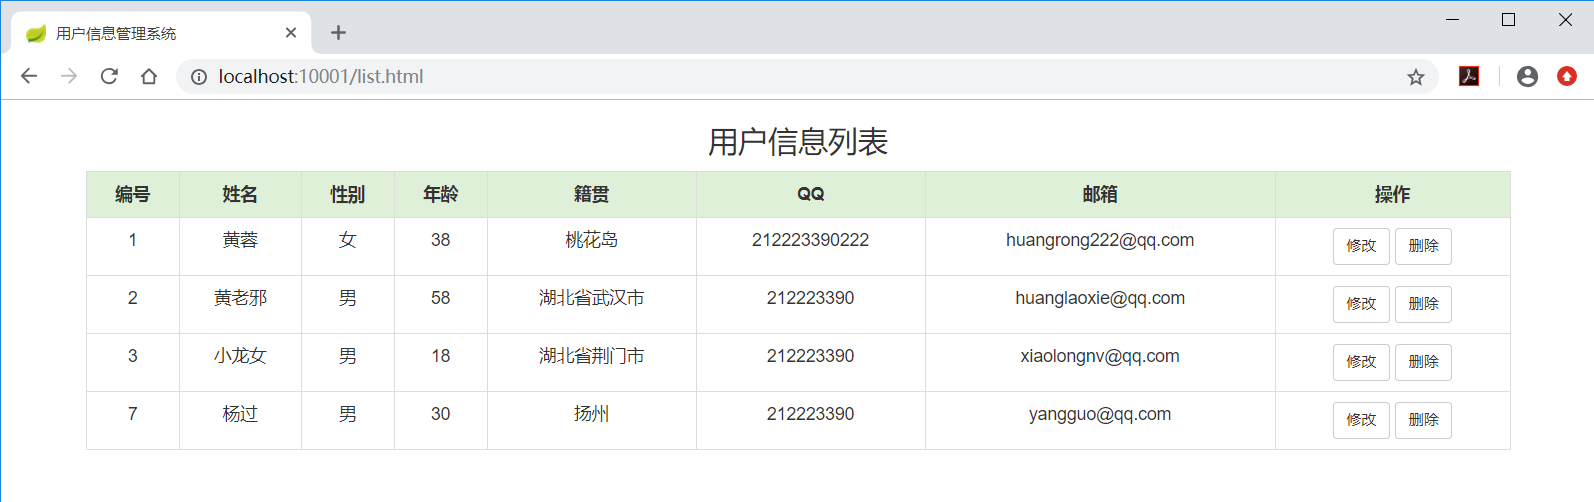 用户信息管理系统
localhost:10001/list.html
用户信息列表
编号 姓名 性别 年龄 籍贯 QQ 邮箱 操作
1 黄蓉 女 38 桃花岛 212223390222 huangrong222@qq.com 修改 删除
2 黄老邪 男 58 湖北省武汉市 212223390 huanglaoxie@qq.com 修改 删除
3 小龙女 男 18 湖北省荆门市 212223390 xiaolongnv@qq.com 修改 删除
7 杨过 男 30 扬州 212223390 yangguo@qq.com 修改 删除